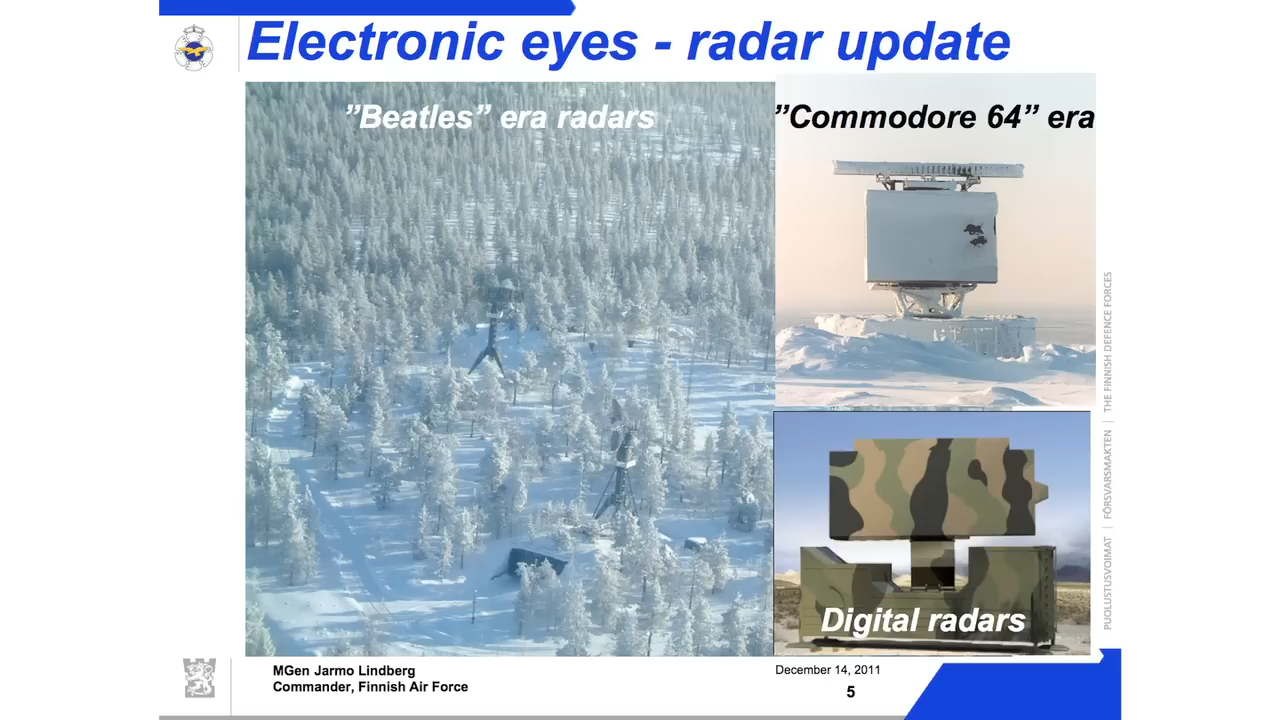 Electronic eyes - radar update
”Beatles” era radars
”Commodore 64” era
Digital radars
PUOLUSTUSVOIMAT | FÖRSVARSMAKTEN | THE FINNISH DEFENCE FORCES
MGen Jarmo Lindberg
Commander, Finnish Air Force
December 14, 2011
5